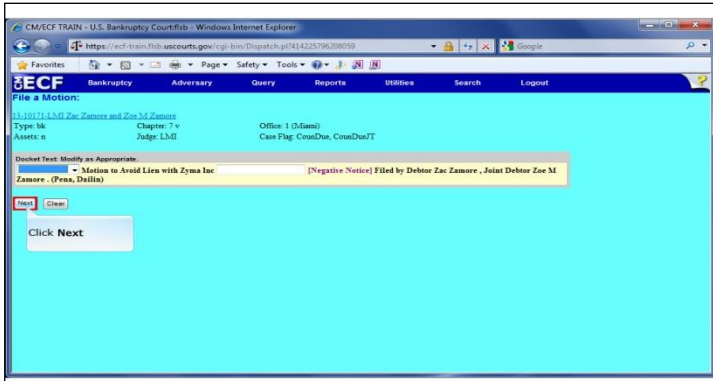 CM/ECF TRAIN - U.S. Bankruptcy Court:flsb - Windows Internet Explorer
https://ecf-train.flsb.uscourts.gov/cgi-bin/Dispatch.pl?414225796208059
Google
Favorites Page Safety Tools
ECF Bankruptcy Adversary Query Reports Utilities Search Logout ?
File a Motion:
13-10171-LMI Zac Zamore and Zoe M Zamore
Type: bk Chapter: 7 v Office: 1 (Miami)
Assets: n Judge: LMI Case Flag: CounDue, CounDueJT
Docket Text: Modify as Appropriate.
Motion to Avoid Lien with Zyma Inc [Negative Notice] Filed by Debtor Zac Zamore , Joint Debtor Zoe M
Zamore . (Pena, Dailin)
Next Clear
Click Next